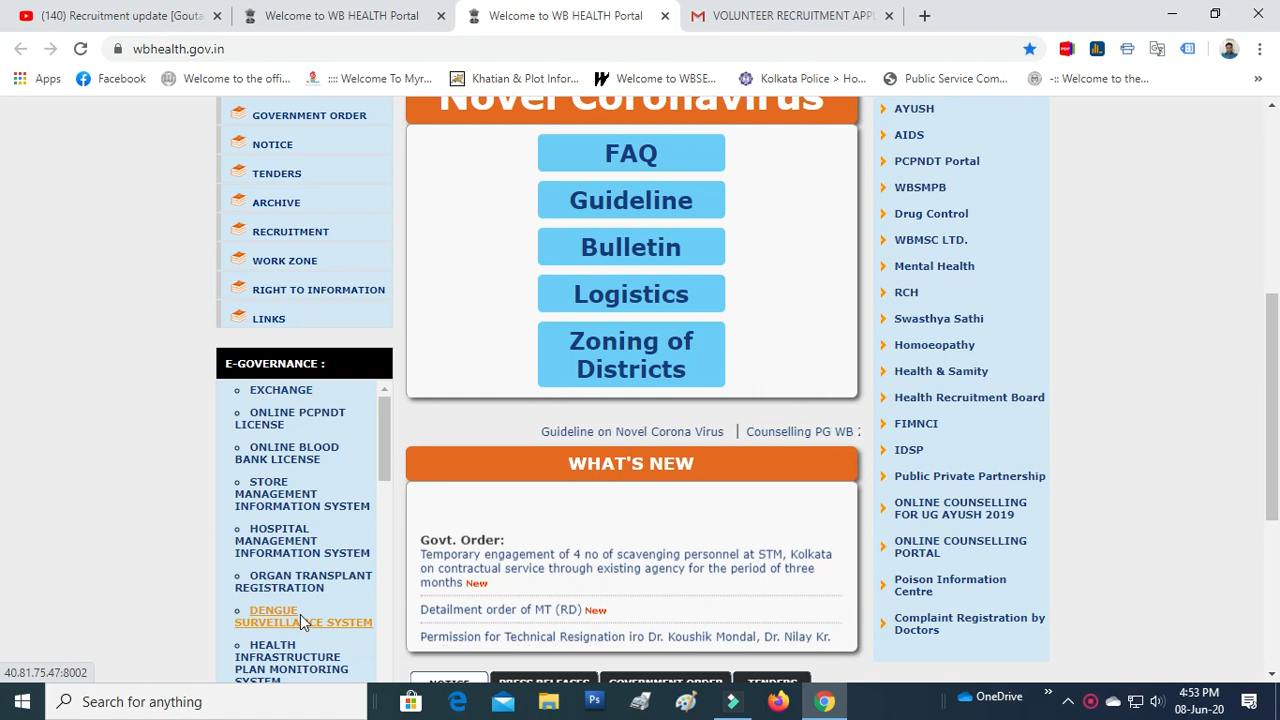 (140) Recruitment update [Gouta
Welcome to WB HEALTH Portal
Welcome to WB HEALTH Portal
VOLUNTEER RECRUITMENT APPL
wbhealth.gov.in
Apps
Facebook
Welcome to the offi...
:::: Welcome To Myr...
Khatian & Plot Infor...
Welcome to WBSE...
Kolkata Police > Ho...
Public Service Com...
-:: Welcome to the...
»
GOVERNMENT ORDER
NOTICE
TENDERS
ARCHIVE
RECRUITMENT
WORK ZONE
RIGHT TO INFORMATION
LINKS
E-GOVERNANCE :
EXCHANGE
ONLINE PCPNDT
LICENSE
ONLINE BLOOD
BANK LICENSE
STORE
MANAGEMENT
INFORMATION SYSTEM
HOSPITAL
MANAGEMENT
INFORMATION SYSTEM
ORGAN TRANSPLANT
REGISTRATION
DENGUE
SURVEILLANCE SYSTEM
HEALTH
INFRASTRUCTURE
PLAN MONITORING
SYSTEM
Novel Coronavirus
FAQ
Guideline
Bulletin
Logistics
Zoning of
Districts
Guideline on Novel Corona Virus | Counselling PG WB 2
WHAT'S NEW
Govt. Order:
Temporary engagement of 4 no of scavenging personnel at STM, Kolkata
on contractual service through existing agency for the period of three
months New
Detailment order of MT (RD) New
Permission for Technical Resignation iro Dr. Koushik Mondal, Dr. Nilay Kr.
NOTICE
PRESS RELEASES
GOVERNMENT ORDER
TENDERS
AYUSH
AIDS
PCPNDT Portal
WBSMPB
Drug Control
WBMSC LTD.
Mental Health
RCH
Swasthya Sathi
Homoeopathy
Health & Samity
Health Recruitment Board
FIMNCI
IDSP
Public Private Partnership
ONLINE COUNSELLING
FOR UG AYUSH 2019
ONLINE COUNSELLING
PORTAL
Poison Information
Centre
Complaint Registration by
Doctors
40.81.75.47:8002
Search for anything
Ps
OneDrive
4:53 PM
08-Jun-20